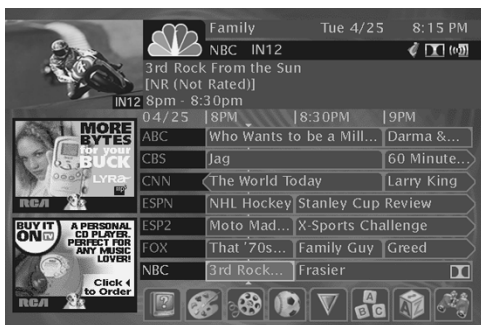 Family Tue 4/25 8:15 PM
NBC IN12
3rd Rock From the Sun
[NR (Not Rated)]
IN12 8pm - 8:30pm
04/25 8PM 8:30PM 9PM
MORE
BYTES
for your
BUCK
LYRA
mp3
RCA
ABC Who Wants to be a Mill... Darma &...
CBS Jag 60 Minute...
CNN The World Today Larry King
ESPN NHL Hockey Stanley Cup Review
BUY IT
ON TV
A PERSONAL
CD PLAYER,
PERFECT FOR
ANY MUSIC
LOVER!
Click
to Order
RCA
ESP2 Moto Mad... X-Sports Challenge
FOX That '70s... Family Guy Greed
NBC 3rd Rock... Frasier
?
A
B C